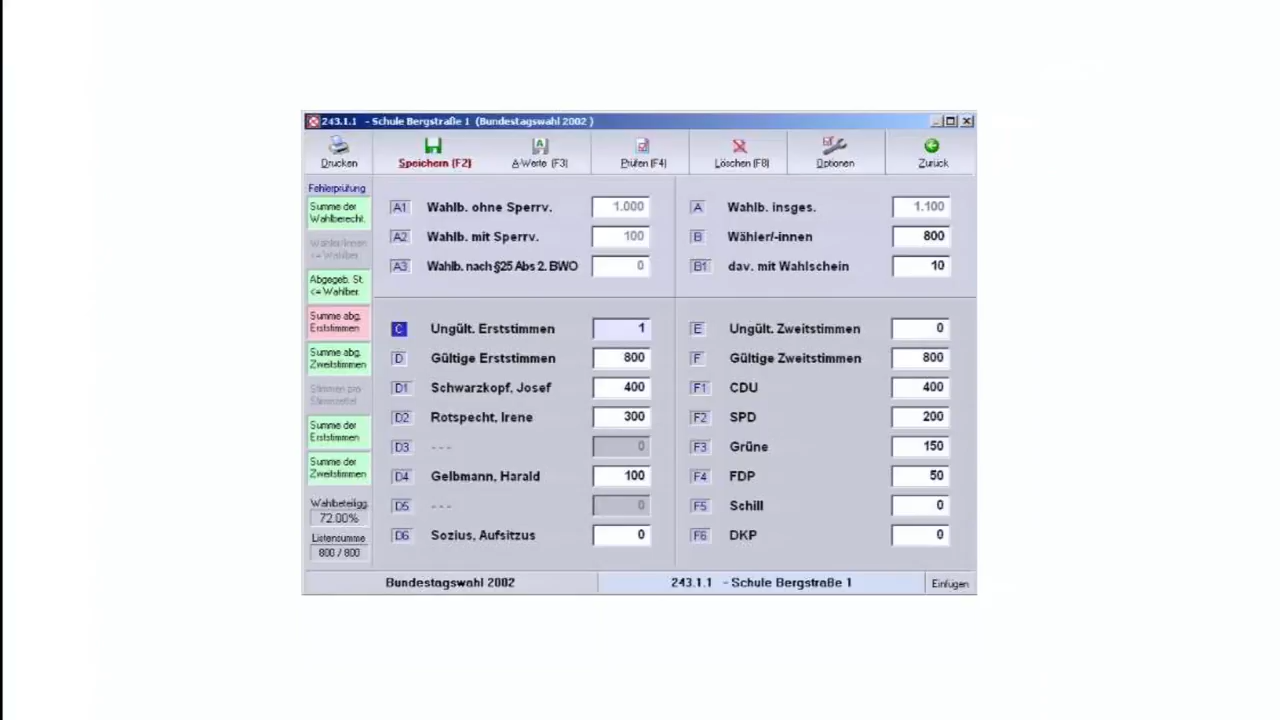 243.1.1 - Schule Bergstraße 1 (Bundestagswahl 2002 )
Drucken Speichern (F2) A-Werte (F3) Prüfen (F4) Löschen (F8) Optionen Zurück
Fehlerprüfung
Summe der
Wahlberecht.
Wähler/innen
<= Wahlber.
Abgegeb. St.
<= Wahlber.
Summe abg.
Erststimmen
Summe abg.
Zweitstimmen
Stimmen pro
Stimmzettel
Summe der
Erststimmen
Summe der
Zweitstimmen
Wahlbeteiligg.
72.00%
Listensumme
800 / 800
A1 Wahlb. ohne Sperrv. 1.000
A2 Wahlb. mit Sperrv. 100
A3 Wahlb. nach §25 Abs 2. BWO 0
A Wahlb. insges. 1.100
B Wähler/-innen 800
B1 dav. mit Wahlschein 10
C Ungült. Erststimmen 1
D Gültige Erststimmen 800
D1 Schwarzkopf, Josef 400
D2 Rotspecht, Irene 300
D3 - - - 0
D4 Gelbmann, Harald 100
D5 - - - 0
D6 Sozius, Aufsitzus 0
E Ungült. Zweitstimmen 0
F Gültige Zweitstimmen 800
F1 CDU 400
F2 SPD 200
F3 Grüne 150
F4 FDP 50
F5 Schill 0
F6 DKP 0
Bundestagswahl 2002 243.1.1 - Schule Bergstraße 1 Einfügen